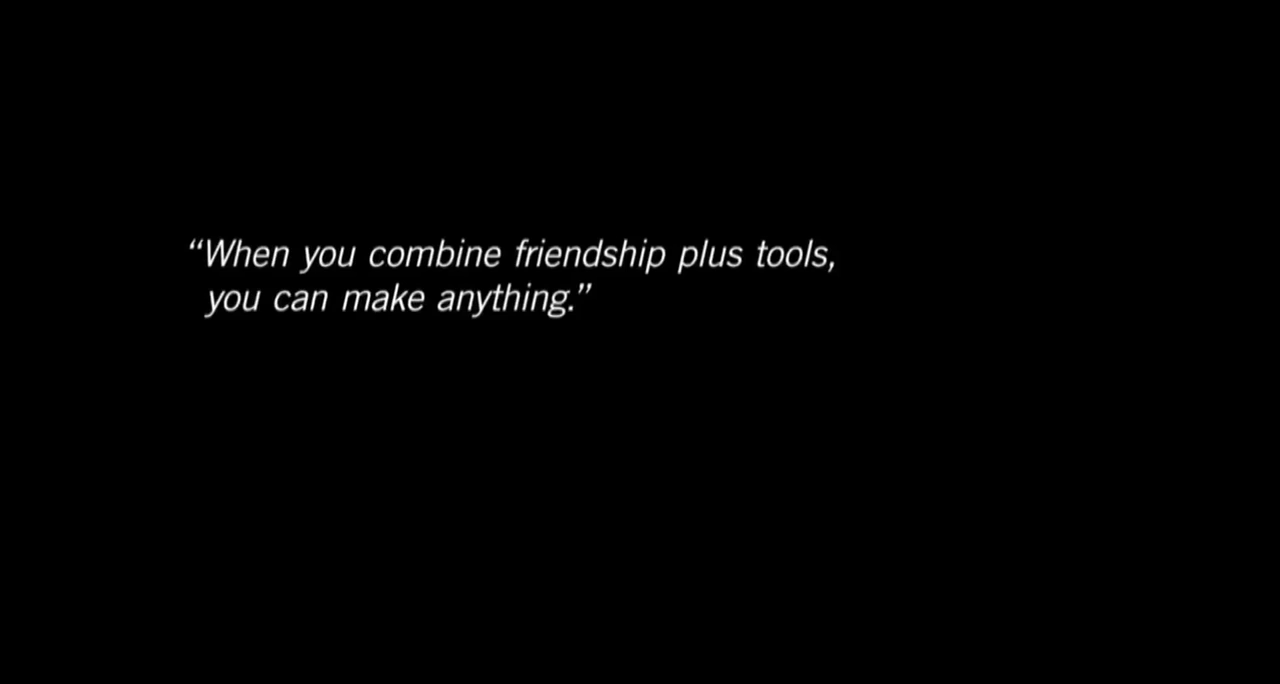 “When you combine friendship plus tools,
you can make anything.”